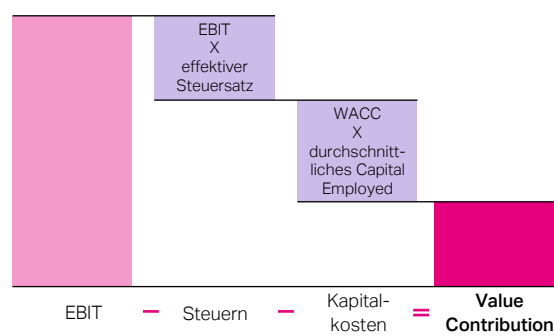 EBIT
X
effektiver
Steuersatz
WACC
X
durchschnitt-
liches Capital
Employed
EBIT – Steuern – Kapital-
kosten = Value
Contribution